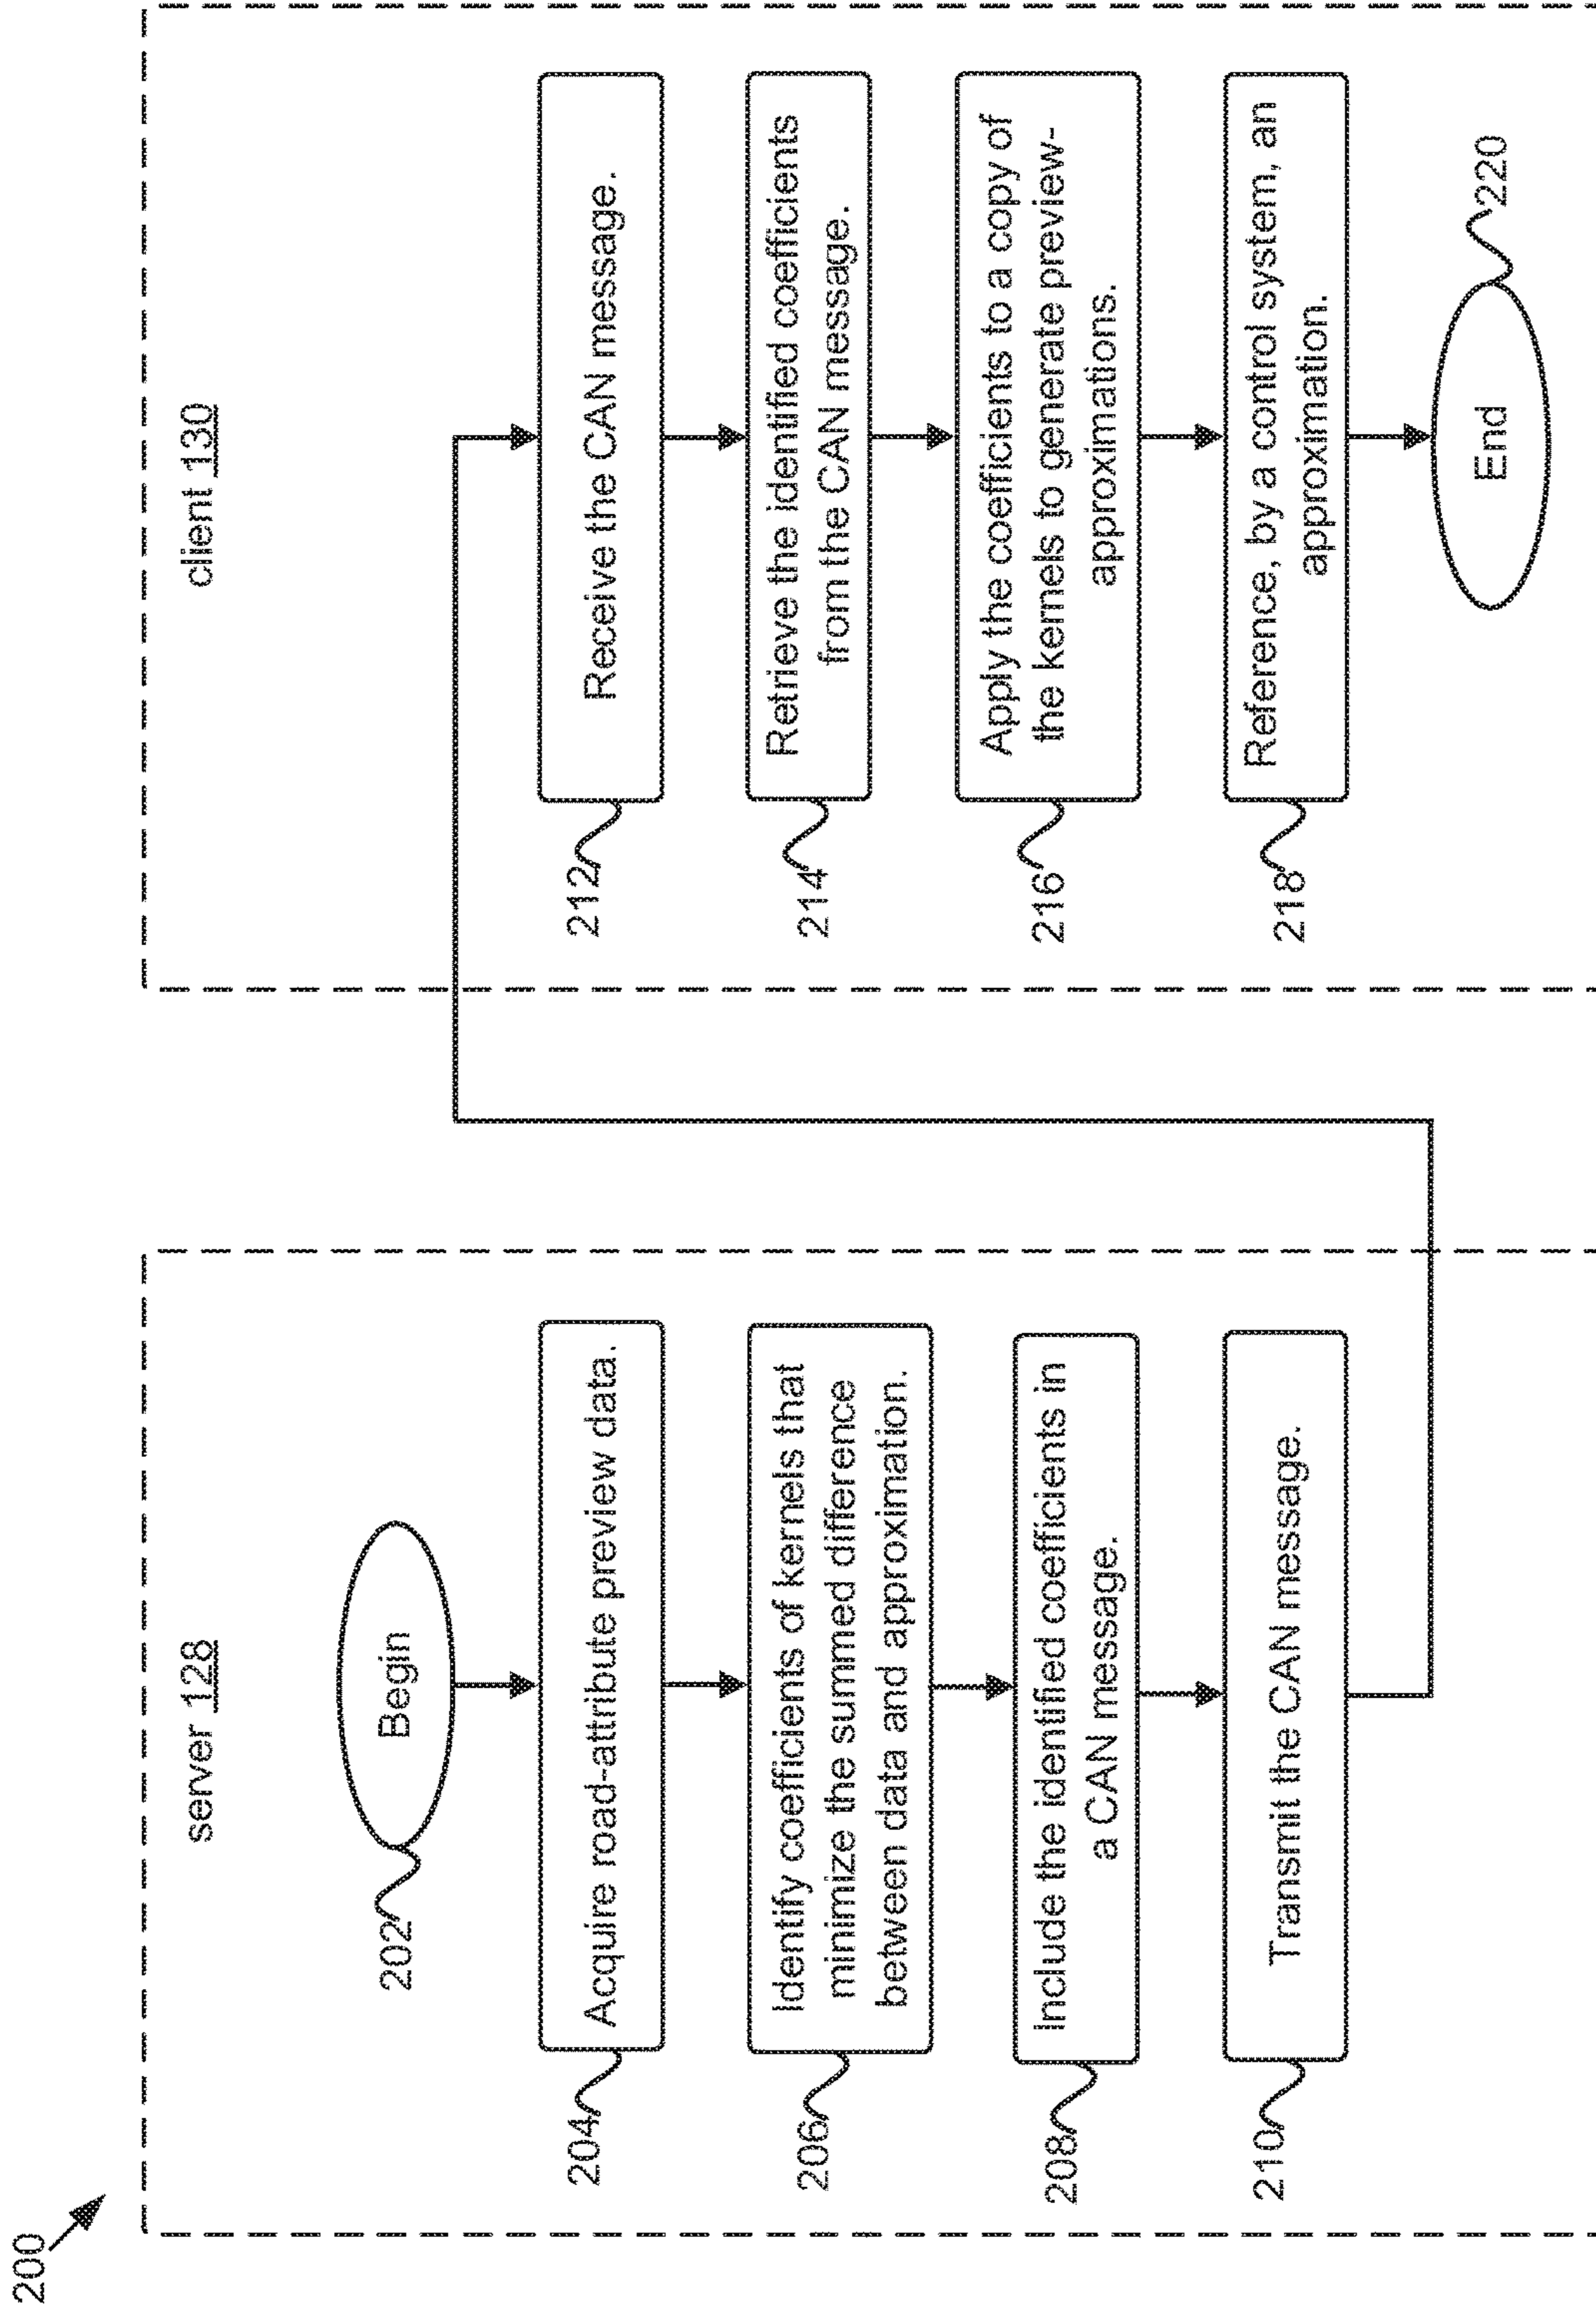 200
server 128
Begin
202
Acquire road-attribute preview data.
204
Identify coefficients of kernels that
minimize the summed difference
between data and approximation.
206
Include the identified coefficients in
a CAN message.
208
Transmit the CAN message.
210
client 130
Receive the CAN message.
212
Retrieve the identified coefficients
from the CAN message.
214
Apply the coefficients to a copy of
the kernels to generate preview-
approximations.
216
Reference, by a control system, an
approximation.
218
End
220